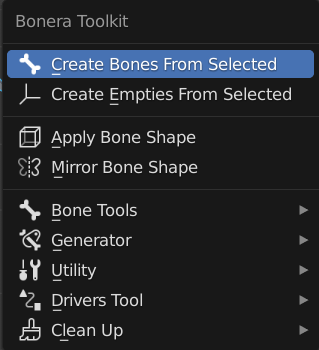 Bonera Toolkit
Create Bones From Selected
Create Empties From Selected
Apply Bone Shape
Mirror Bone Shape
Bone Tools
Generator
Utility
Drivers Tool
Clean Up